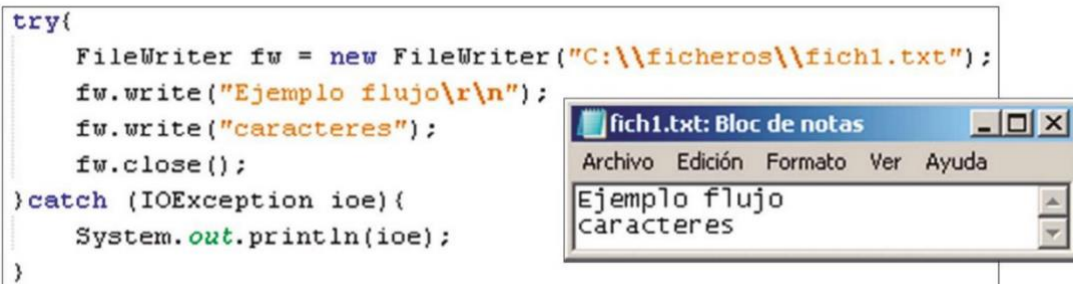 try{
FileWriter fw = new FileWriter("C:\\ficheros\\fich1.txt");
fw.write("Ejemplo flujo\r\n");
fw.write("caracteres");
fw.close();
}catch (IOException ioe){
System.out.println(ioe);
}
fich1.txt: Bloc de notas
Archivo Edición Formato Ver Ayuda
Ejemplo flujo
caracteres